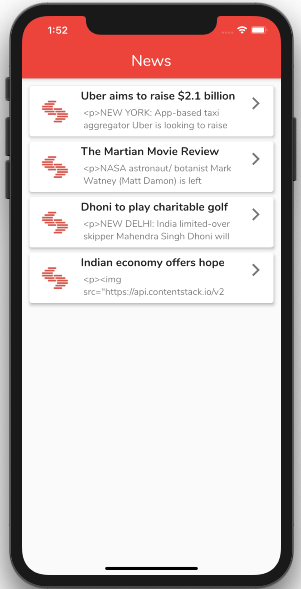 1:52
News
Uber aims to raise $2.1 billion
<p>NEW YORK: App-based taxi
aggregator Uber is looking to raise
The Martian Movie Review
<p>NASA astronaut/ botanist Mark
Watney (Matt Damon) is left
Dhoni to play charitable golf
<p>NEW DELHI: India limited-over
skipper Mahendra Singh Dhoni will
Indian economy offers hope
<p><img
src="https://api.contentstack.io/v2